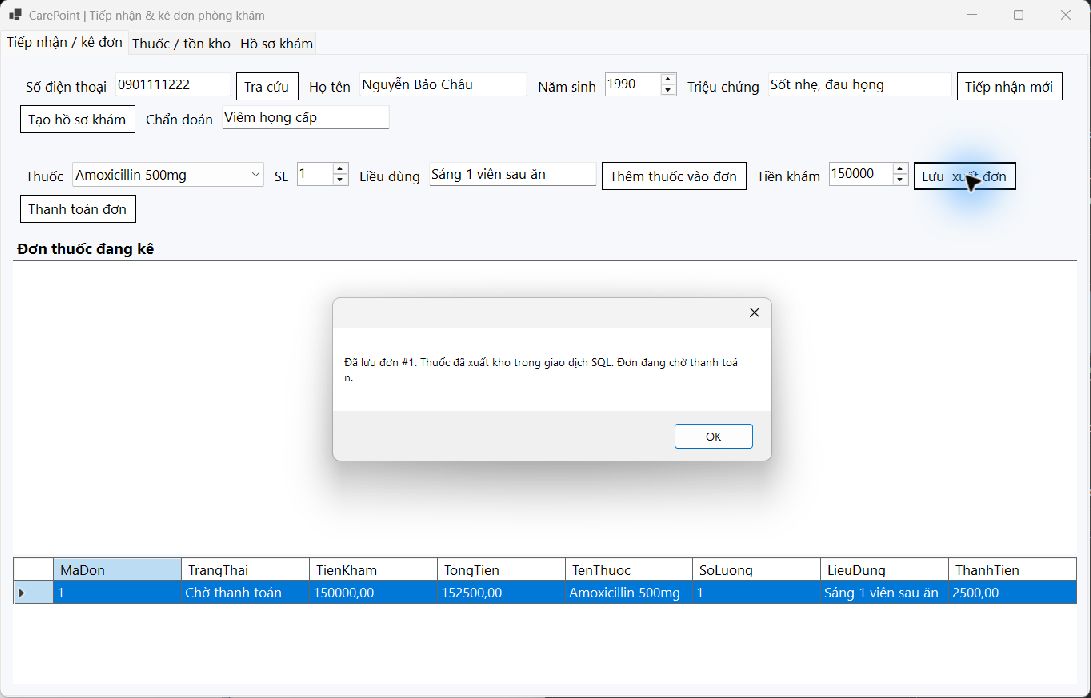 CarePoint | Tiếp nhận & kê đơn phòng khám
Tiếp nhận / kê đơn Thuốc / tồn kho Hồ sơ khám
Số điện thoại 0901111222 Tra cứu Họ tên Nguyễn Bảo Châu Năm sinh 1990 Triệu chứng Sốt nhẹ, đau họng Tiếp nhận mới
Tạo hồ sơ khám Chẩn đoán Viêm họng cấp
Thuốc Amoxicillin 500mg SL 1 Liều dùng Sáng 1 viên sau ăn Thêm thuốc vào đơn Tiền khám 150000 Lưu xuất đơn
Thanh toán đơn
Đơn thuốc đang kê
Đã lưu đơn #1. Thuốc đã xuất kho trong giao dịch SQL. Đơn đang chờ thanh toá
n.
OK
MaDon TrangThai TienKham TongTien TenThuoc SoLuong LieuDung ThanhTien
1 Chờ thanh toán 150000,00 152500,00 Amoxicillin 500mg 1 Sáng 1 viên sau ăn 2500,00